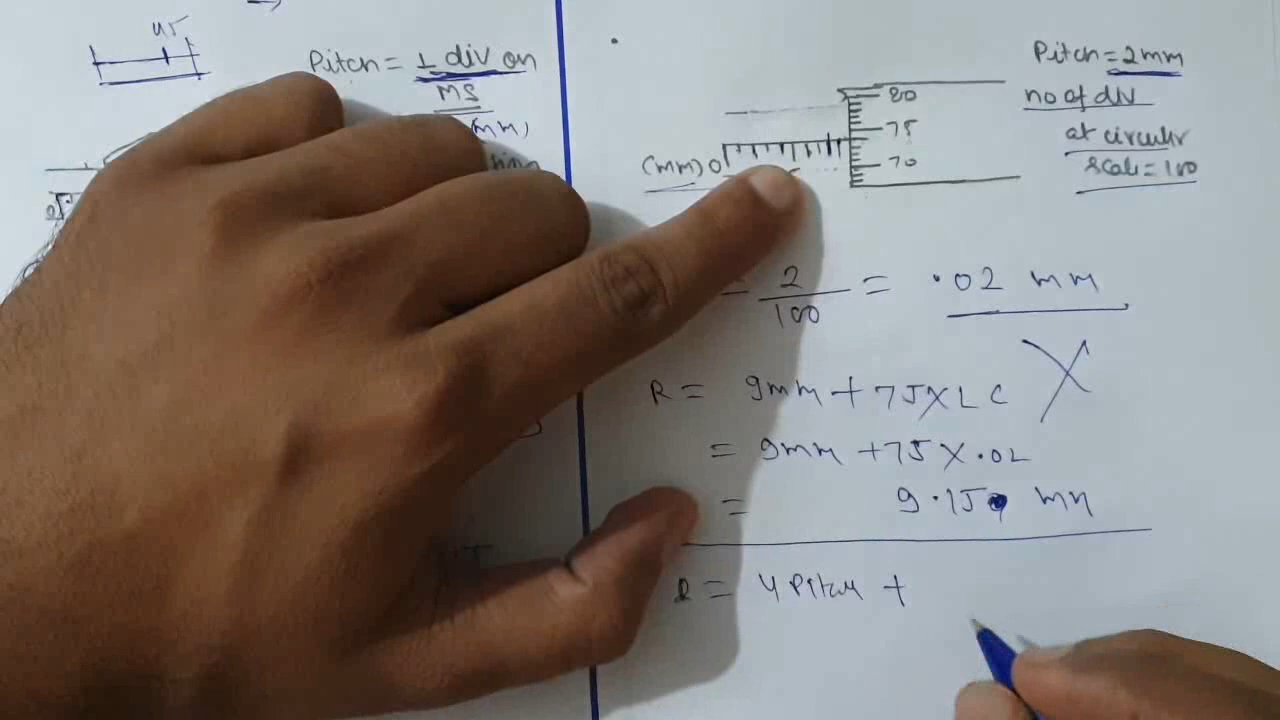 Pitch = 1 div on
MS
(mm)
Pitch = 2mm
no of div
at circular
scale = 100
80
75
70
(mm) 0
= 2/100 = .02 mm
R = 9mm + 75 X L C X
= 9mm + 75 X .02
= 9.15 mm
R = 4 Pitch +